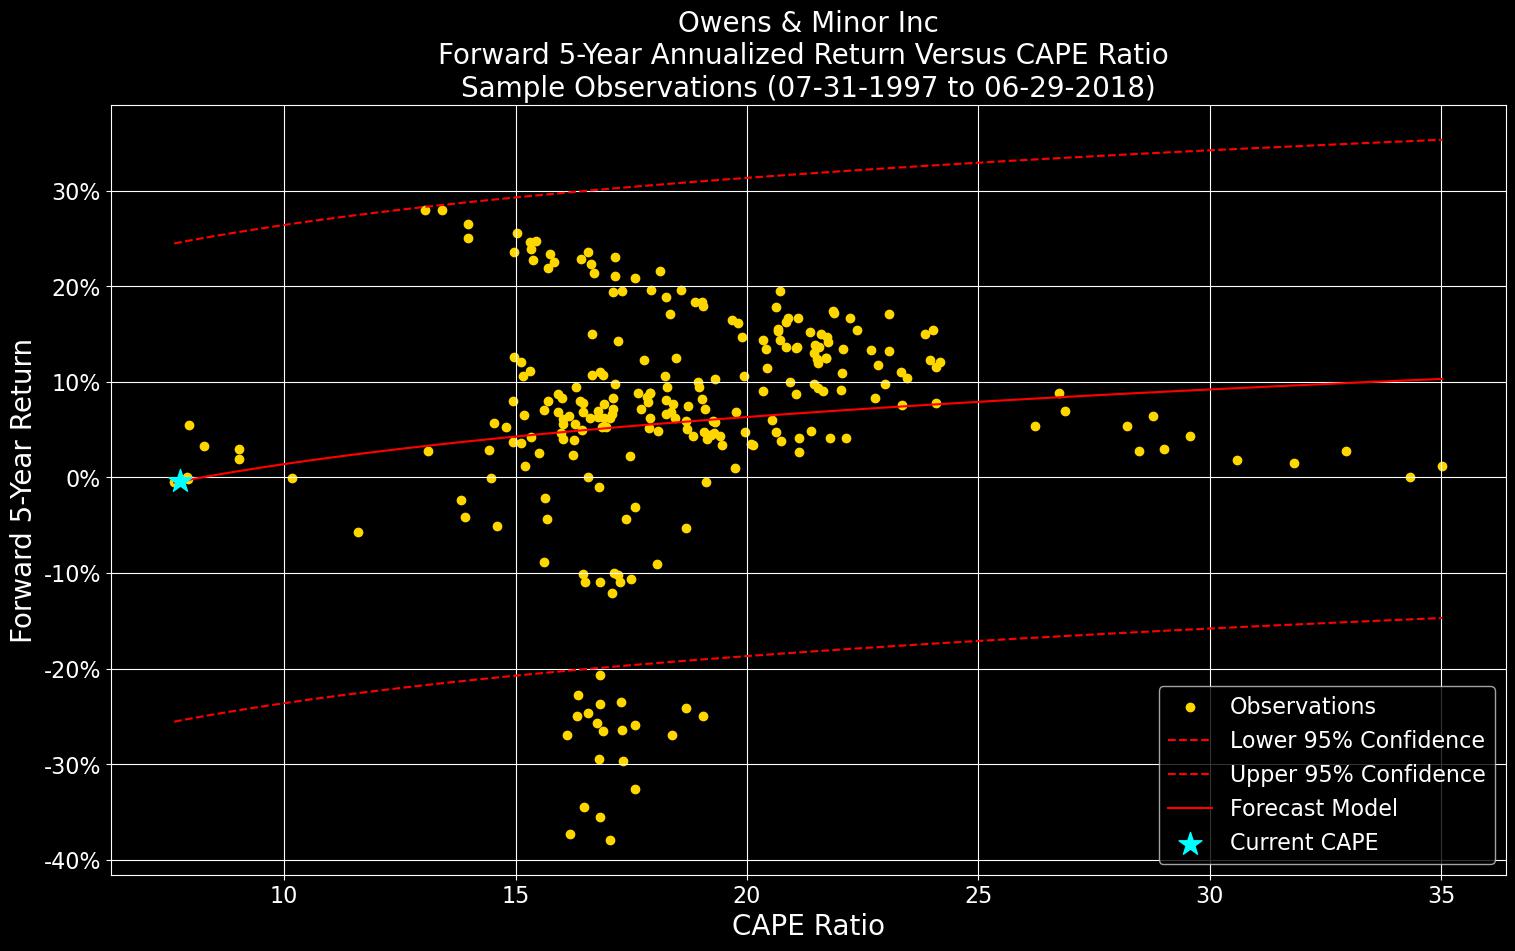 Owens & Minor Inc
Forward 5-Year Annualized Return Versus CAPE Ratio
Sample Observations (07-31-1997 to 06-29-2018)
Forward 5-Year Return
30%
20%
10%
0%
-10%
-20%
-30%
-40%
10
15
20
25
30
35
CAPE Ratio
Observations
Lower 95% Confidence
Upper 95% Confidence
Forecast Model
Current CAPE